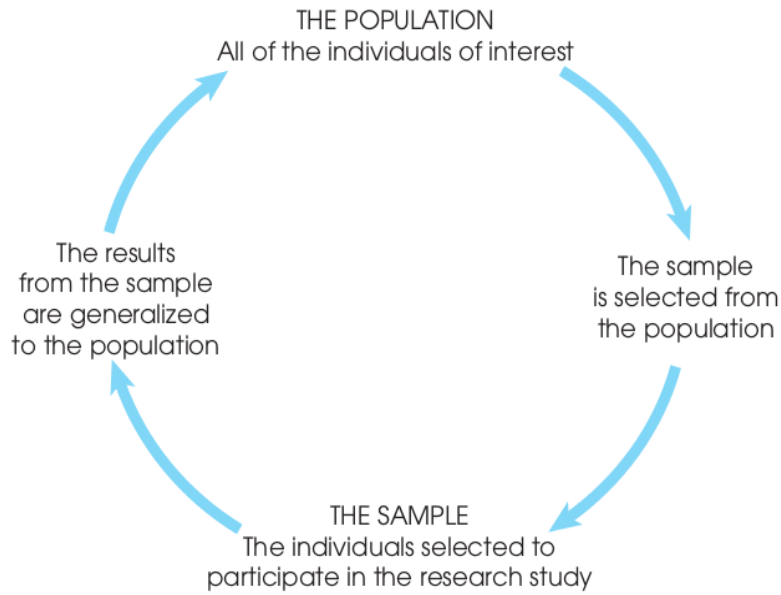 THE POPULATION
All of the individuals of interest
The sample
is selected from
the population
THE SAMPLE
The individuals selected to
participate in the research study
The results
from the sample
are generalized
to the population